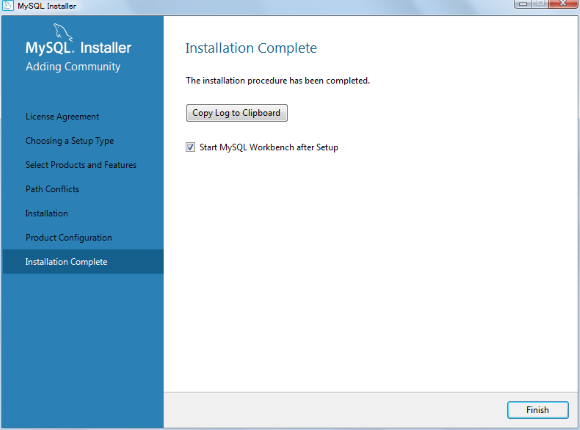 MySQL Installer
MySQL. Installer
Adding Community
License Agreement
Choosing a Setup Type
Select Products and Features
Path Conflicts
Installation
Product Configuration
Installation Complete
Installation Complete
The installation procedure has been completed.
Copy Log to Clipboard
Start MySQL Workbench after Setup
Finish